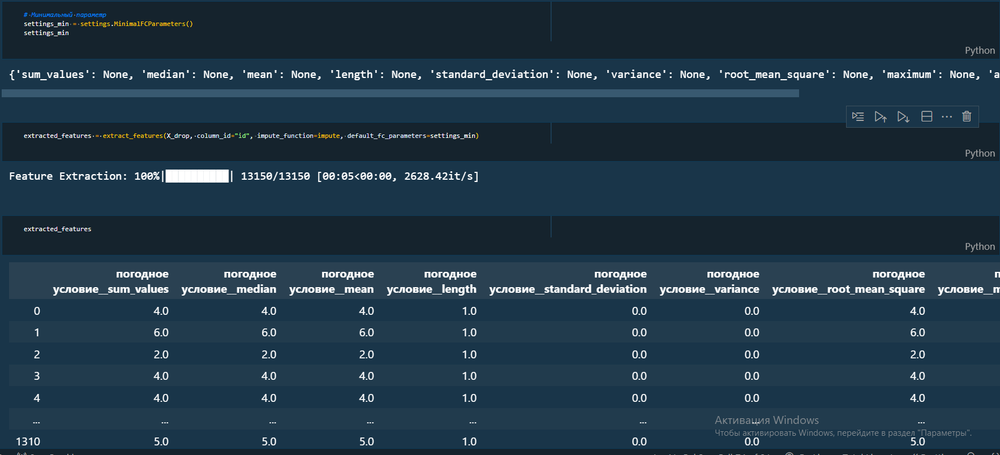 # Минимальный параметр
settings_min = settings.MinimalFCParameters()
settings_min
Python
{'sum_values': None, 'median': None, 'mean': None, 'length': None, 'standard_deviation': None, 'variance': None, 'root_mean_square': None, 'maximum': None, 'a
extracted_features = extract_features(X_drop, column_id="id", impute_function=impute, default_fc_parameters=settings_min)
Python
Feature Extraction: 100%|██████████| 13150/13150 [00:05<00:00, 2628.42it/s]
extracted_features
Python
погодное погодное погодное погодное погодное погодное погодное п
условие__sum_values условие__median условие__mean условие__length условие__standard_deviation условие__variance условие__root_mean_square условие__m
0 4.0 4.0 4.0 1.0 0.0 0.0 4.0
1 6.0 6.0 6.0 1.0 0.0 0.0 6.0
2 2.0 2.0 2.0 1.0 0.0 0.0 2.0
3 4.0 4.0 4.0 1.0 0.0 0.0 4.0
4 4.0 4.0 4.0 1.0 0.0 0.0 4.0
... ... ... ... ... ... ... ...
Активация Windows
Чтобы активировать Windows, перейдите в раздел "Параметры".
1310 5.0 5.0 5.0 1.0 0.0 0.0 5.0